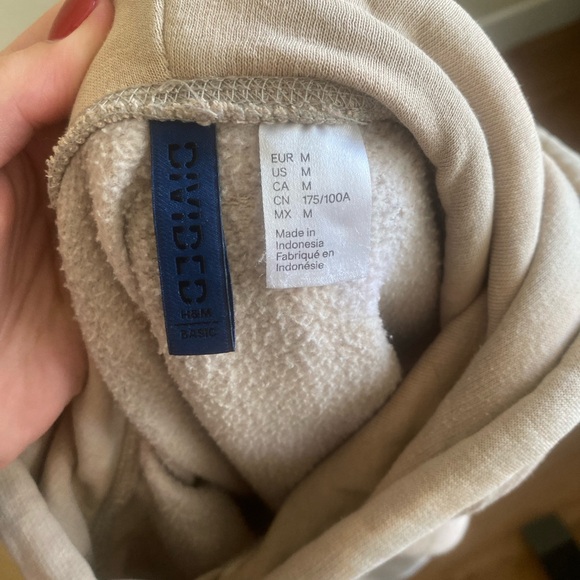 DIVIDED
H&M
BASIC
EUR M
US M
CA M
CN 175/100A
MX M
Made in
Indonesia
Fabriqué en
Indonésie